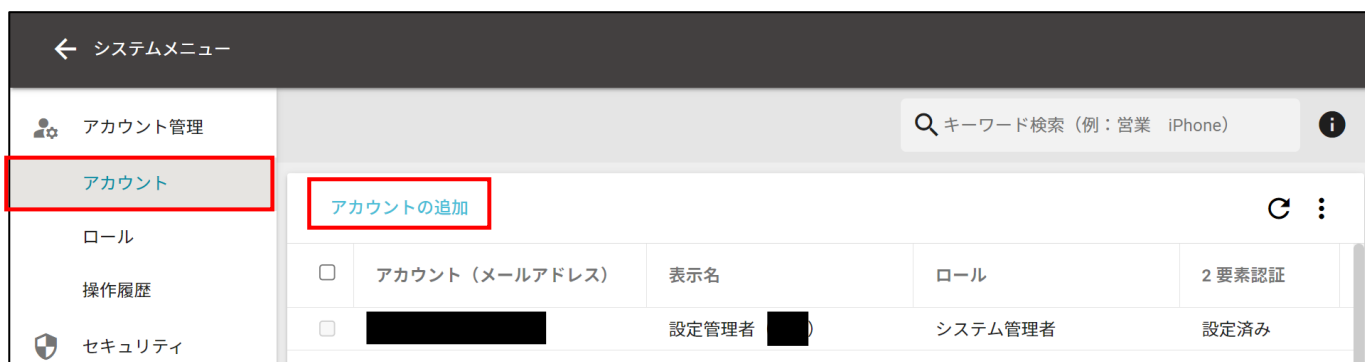 システムメニュー
アカウント管理
キーワード検索（例：営業　iPhone）
アカウント
アカウントの追加
ロール
操作履歴
アカウント（メールアドレス）
表示名
ロール
2 要素認証
設定管理者（ ）
システム管理者
設定済み
セキュリティ